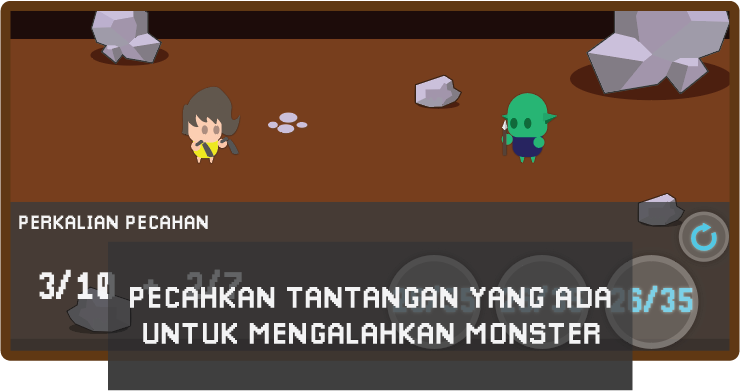 PERKALIAN PECAHAN
3/10
26/35
PECAHKAN TANTANGAN YANG ADA
UNTUK MENGALAHKAN MONSTER